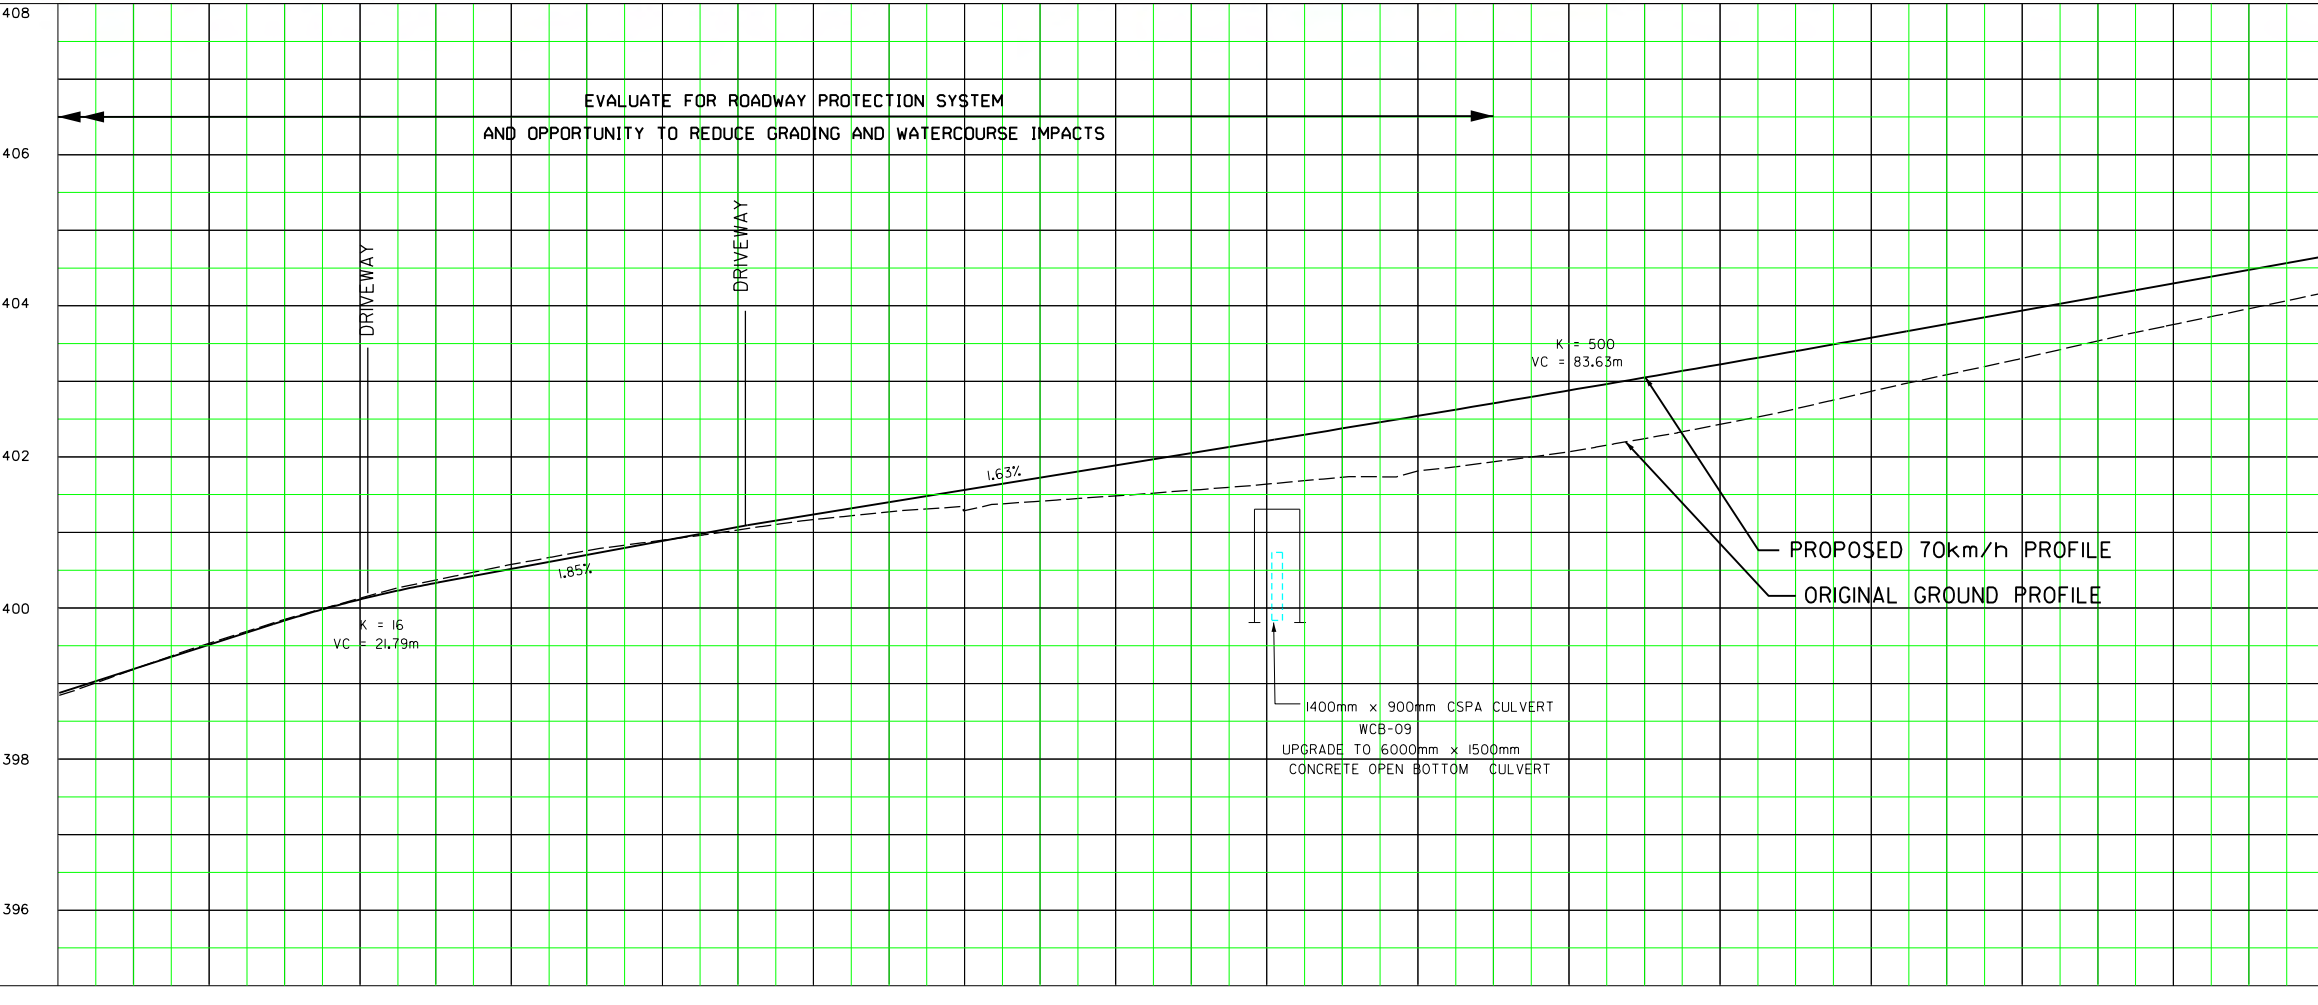 408
EVALUATE FOR ROADWAY PROTECTION SYSTEM
AND OPPORTUNITY TO REDUCE GRADING AND WATERCOURSE IMPACTS
406
DRIVEWAY
DRIVEWAY
404
K = 500
VC = 83.63m
402
1.63%
1.85%
PROPOSED 70km/h PROFILE
ORIGINAL GROUND PROFILE
400
K = 16
VC = 21.79m
1400mm x 900mm CSPA CULVERT
WCB-09
UPGRADE TO 6000mm x 1500mm
CONCRETE OPEN BOTTOM CULVERT
398
396